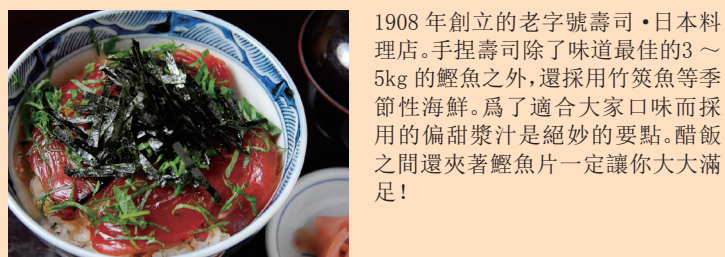 1908 年創立的老字號壽司•日本料
理店。手捏壽司除了味道最佳的3 ～
5kg 的鰹魚之外，還採用竹筴魚等季
節性海鮮。爲了適合大家口味而採
用的偏甜漿汁是絕妙的要點。醋飯
之間還夾著鰹魚片一定讓你大大滿
足！